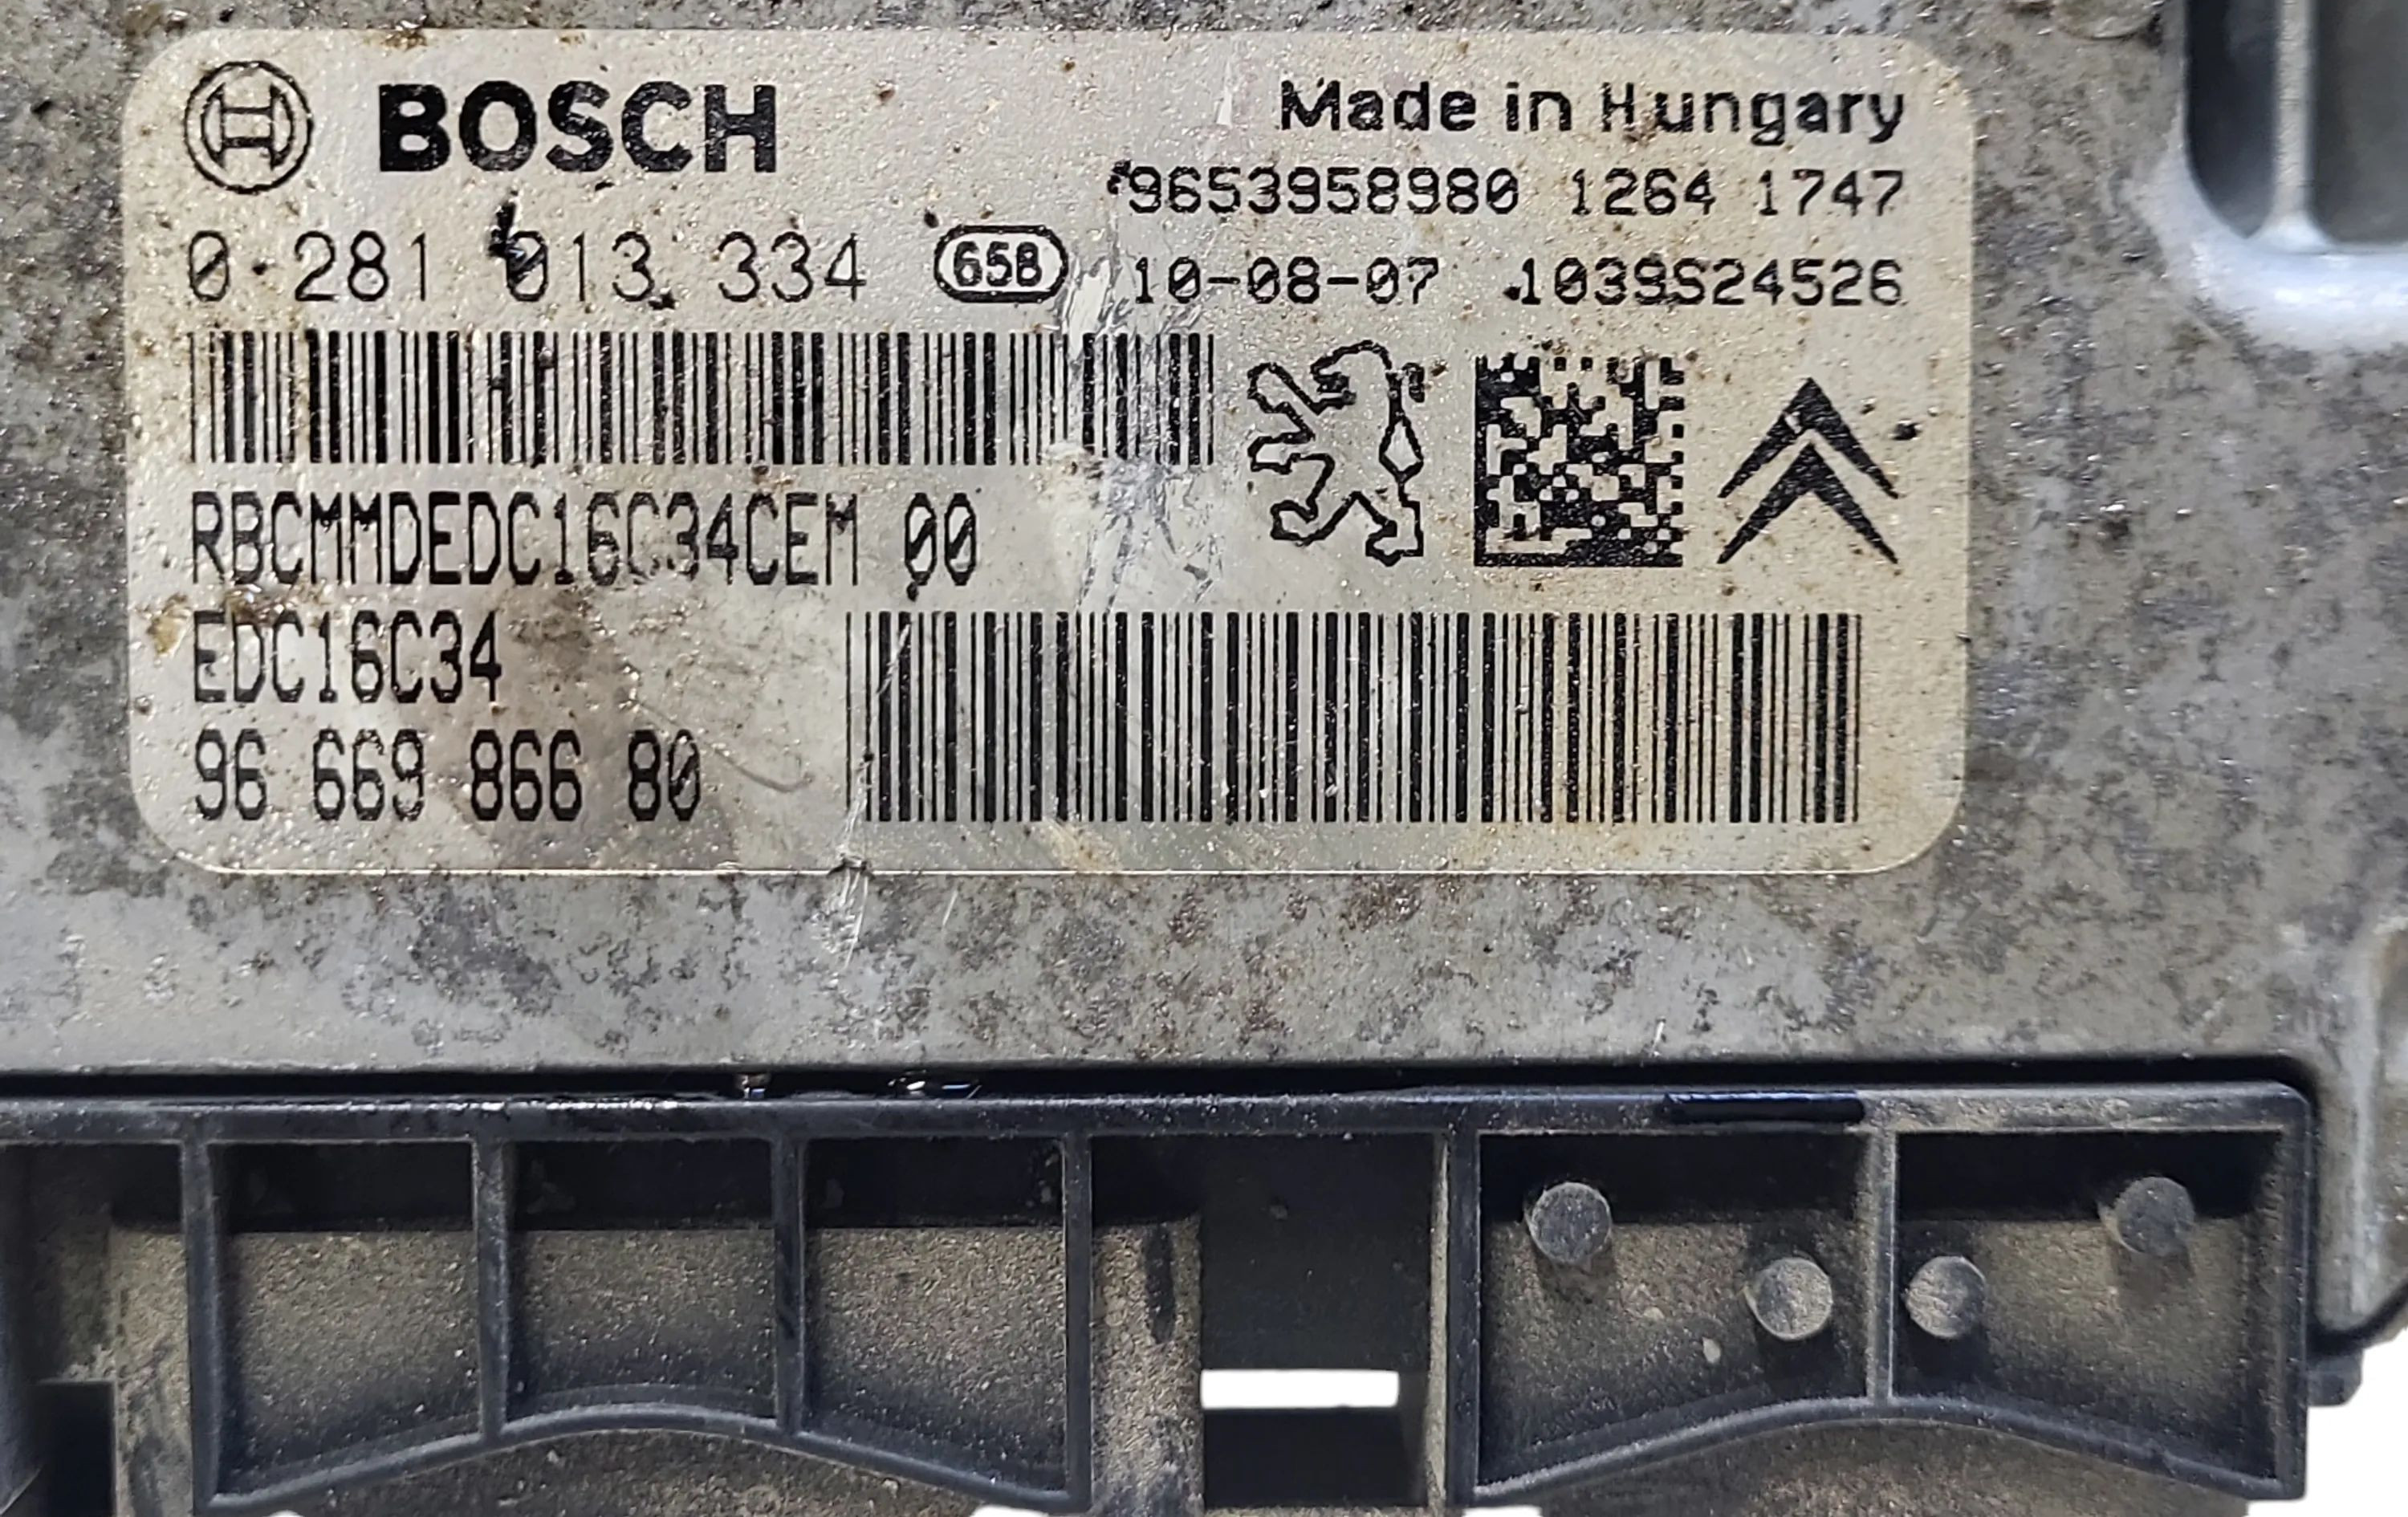 BOSCH
Made in Hungary
9653958980 1264 1747
0 281 013 334 658
10-08-07 1039S24526
RBCMMDEDC16C34CEM 00
EDC16C34
96 669 866 80